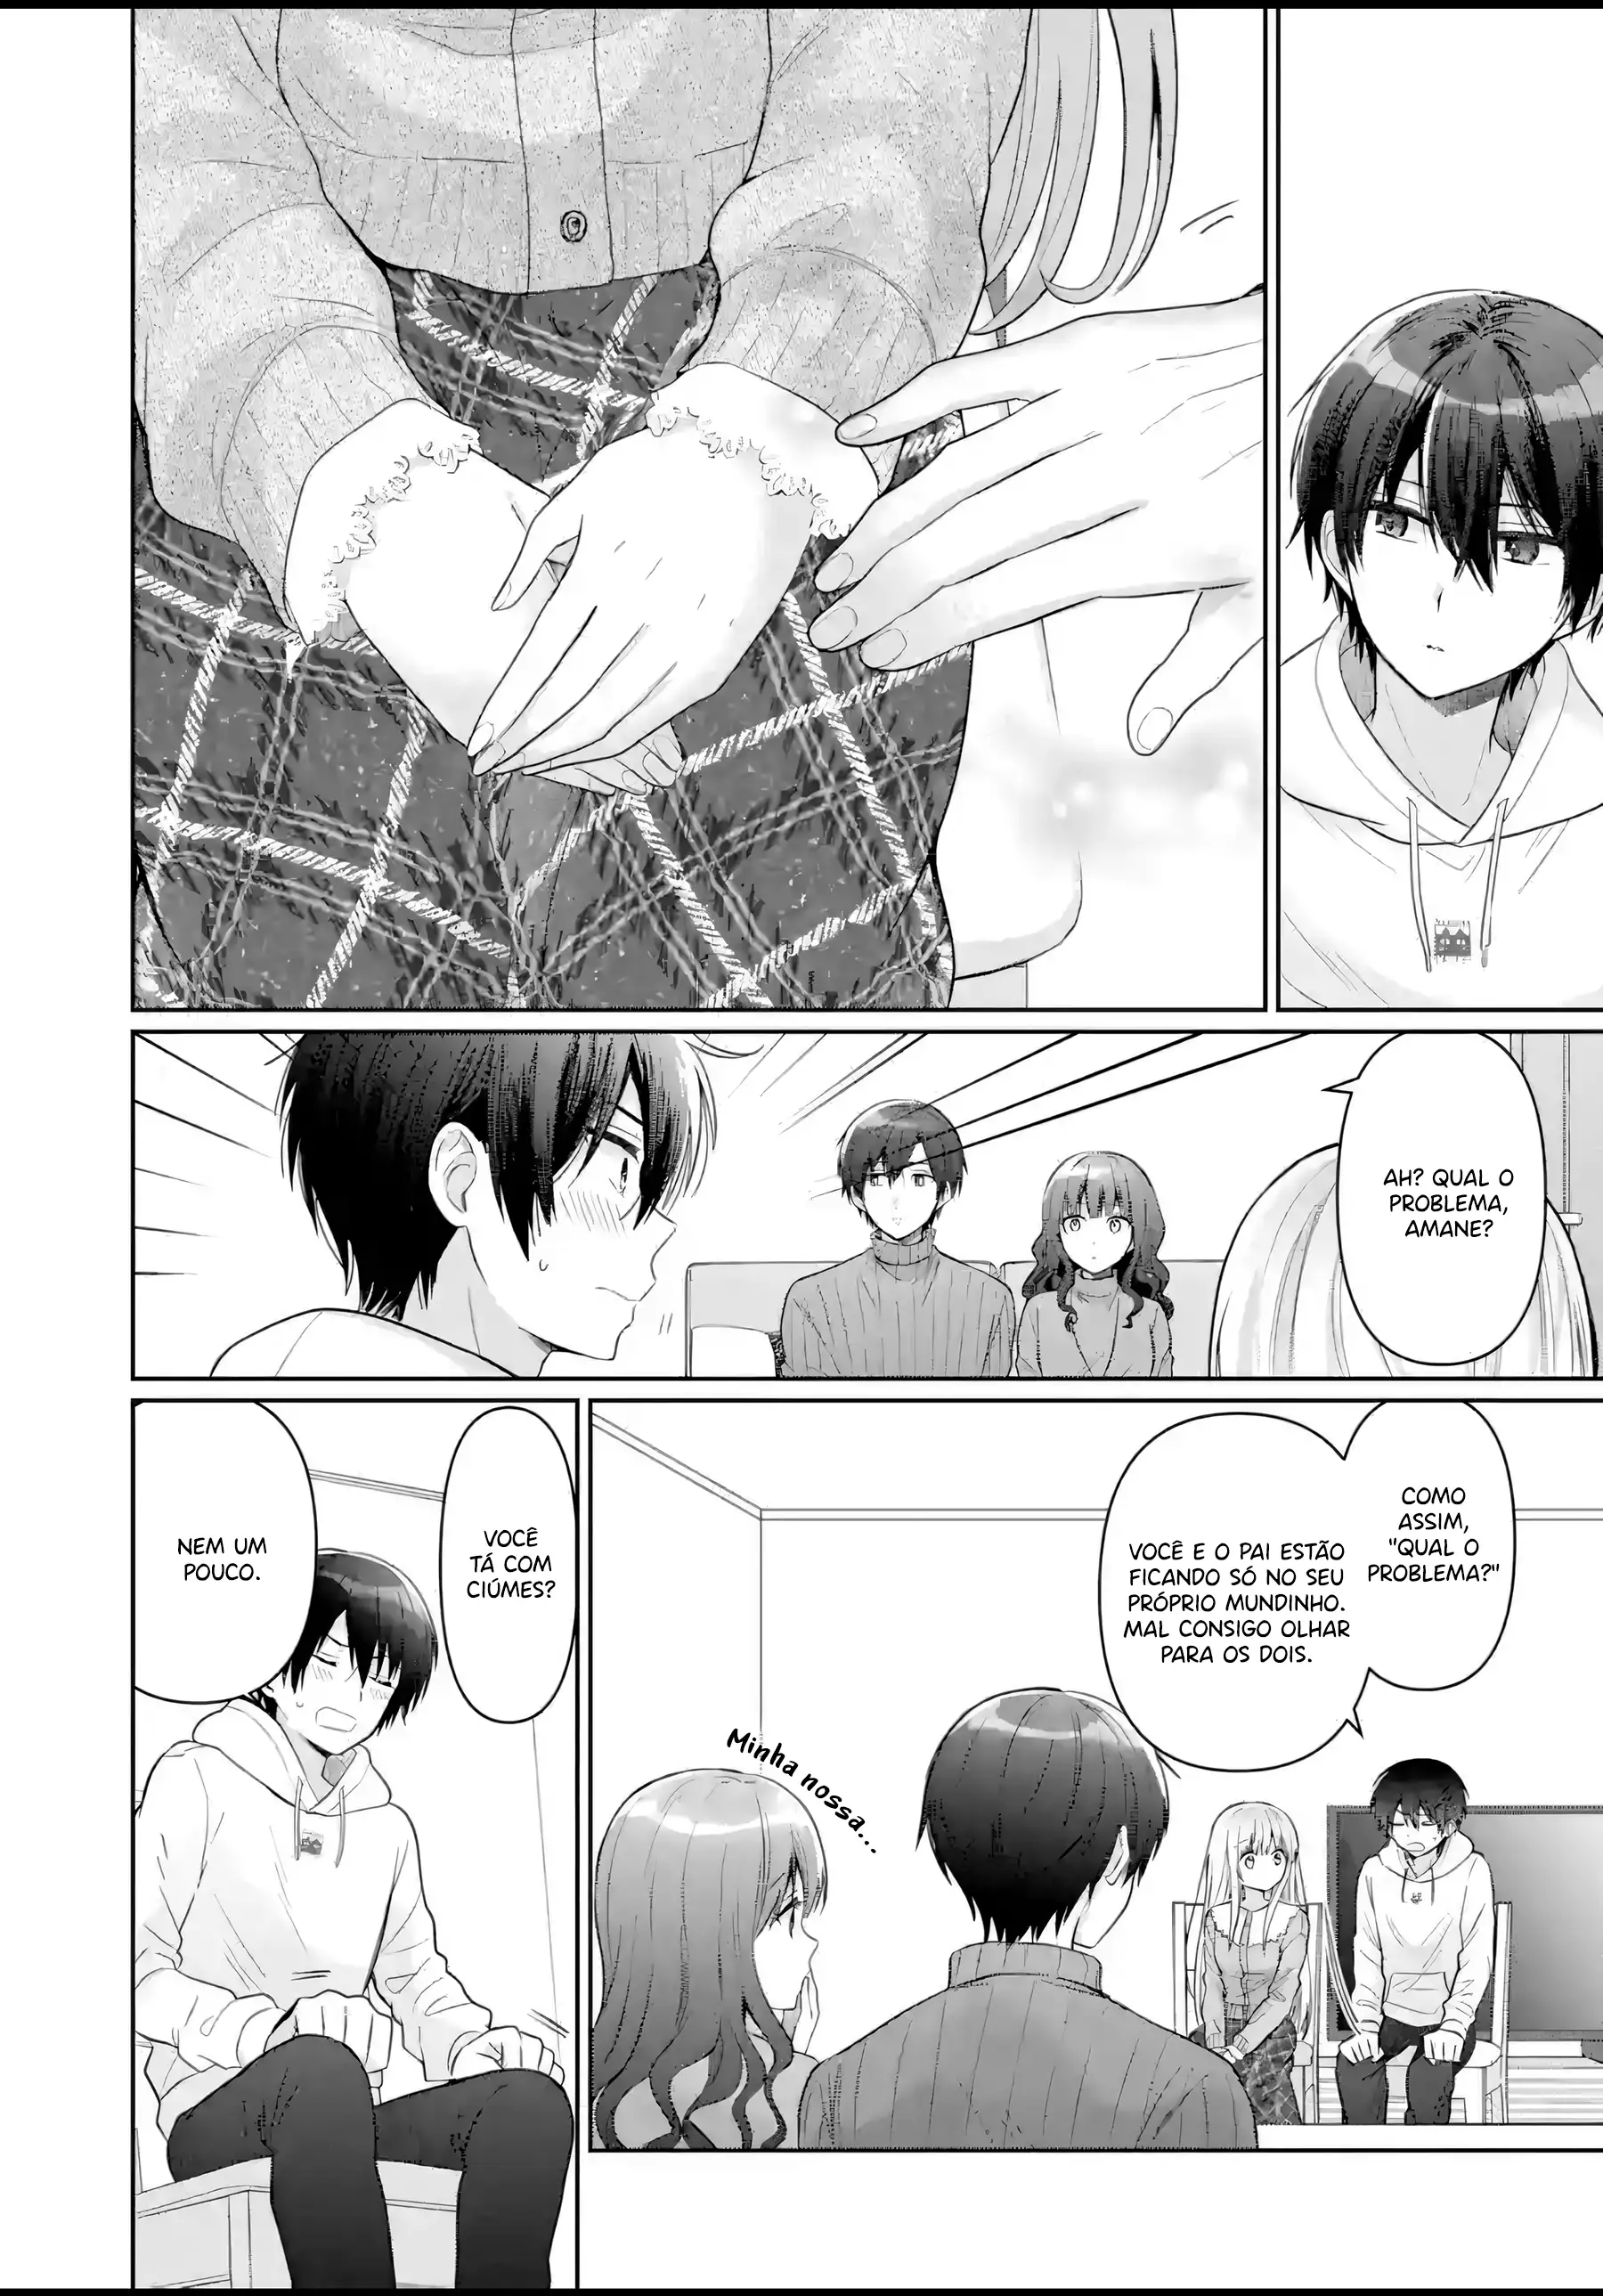 AH? QUAL O
PROBLEMA,
AMANE?
COMO
ASSIM,
"QUAL O
PROBLEMA?"
VOCÊ E O PAI ESTÃO
FICANDO SÓ NO SEU
PRÓPRIO MUNDINHO.
MAL CONSIGO OLHAR
PARA OS DOIS.
Minha nossa...
VOCÊ
TÁ COM
CIÚMES?
NEM UM
POUCO.